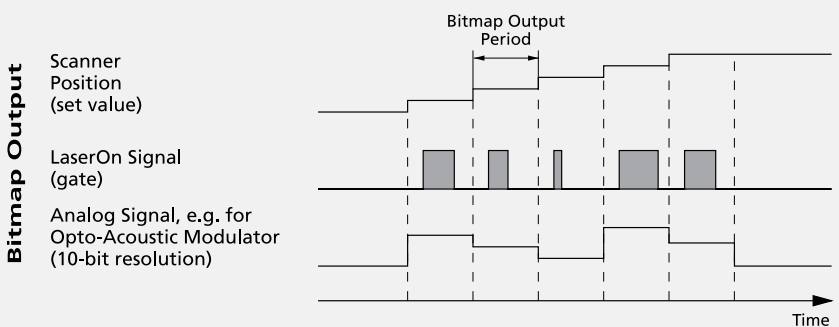 Bitmap Output
Bitmap Output
Period
Scanner
Position
(set value)
LaserOn Signal
(gate)
Analog Signal, e.g. for
Opto-Acoustic Modulator
(10-bit resolution)
Time